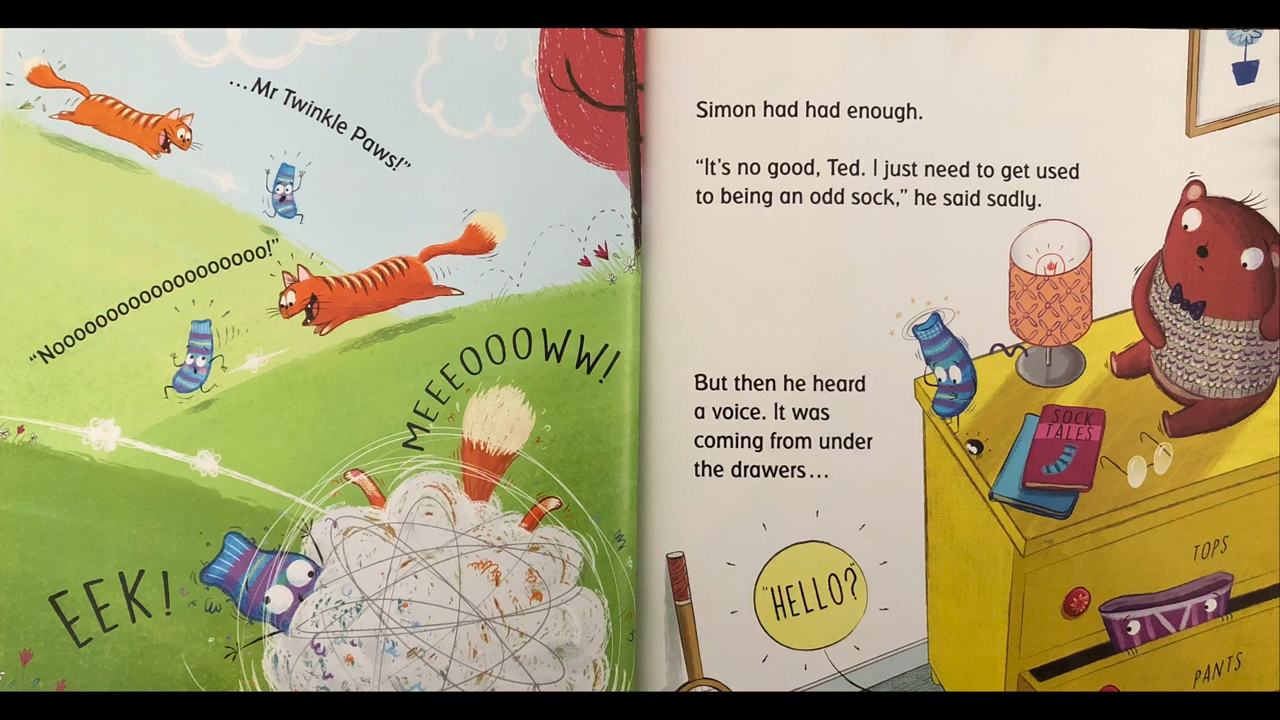 …Mr Twinkle Paws!”
“Noooooooooooooooo!”
MEEEOOOWW!
EEK!
Simon had had enough.
“It’s no good, Ted. I just need to get used
to being an odd sock,” he said sadly.
But then he heard
a voice. It was
coming from under
the drawers…
“HELLO?”
SOCK
TALES
TOPS
PANTS